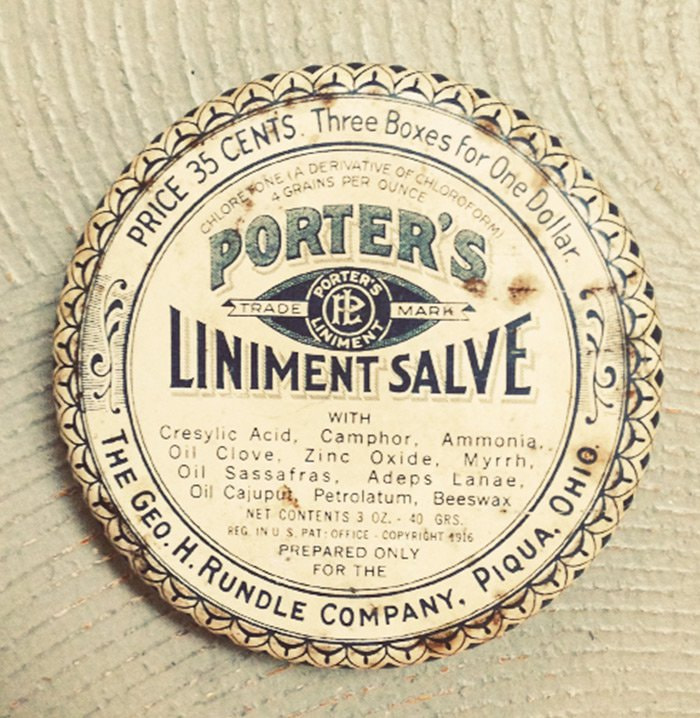 PRICE 35 CENTS. Three Boxes for One Dollar.
CHLORETONE (A DERIVATIVE OF CHLOROFORM)
4 GRAINS PER OUNCE
PORTER'S
TRADE MARK
PORTER'S
LINIMENT
LINIMENT SALVE
WITH
Cresylic Acid, Camphor, Ammonia,
Oil Clove, Zinc Oxide, Myrrh,
Oil Sassafras, Adeps Lanae,
Oil Cajuput, Petrolatum, Beeswax
NET CONTENTS 3 OZ. - 40 GRS.
REG. IN U.S. PAT. OFFICE - COPYRIGHT 1916
PREPARED ONLY
FOR THE
THE GEO. H. RUNDLE COMPANY, PIQUA, OHIO.